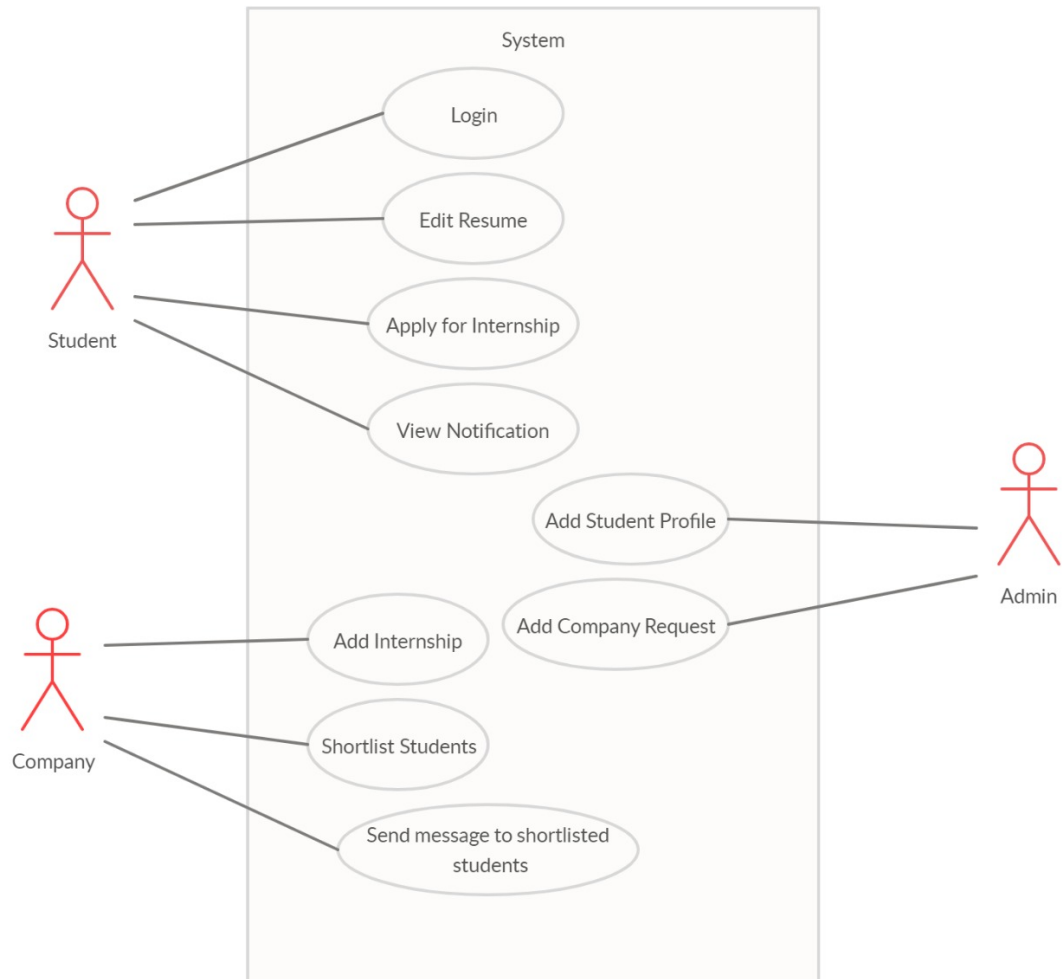 System
Login
Edit Resume
Apply for Internship
Student
View Notification
Add Student Profile
Admin
Add Company Request
Add Internship
Shortlist Students
Company
Send message to shortlisted
students